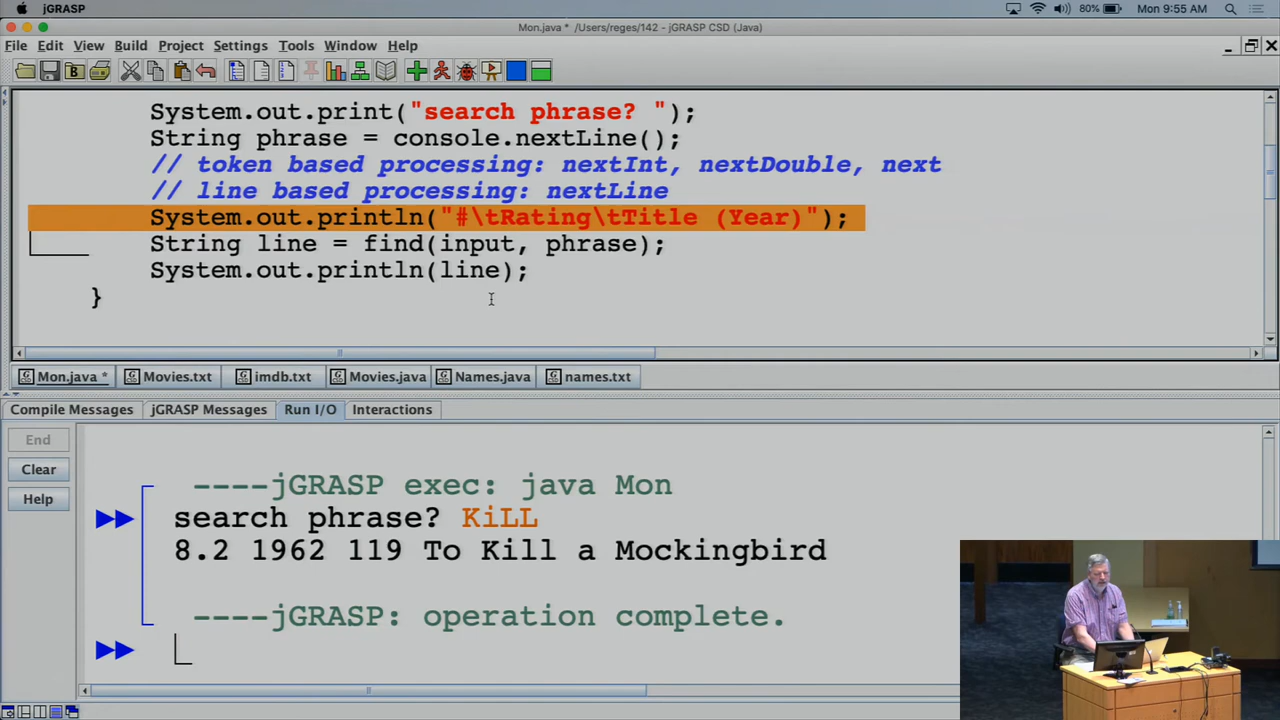 jGRASP 80% Mon 9:55 AM
Mon.java * /Users/reges/142 - jGRASP CSD (Java)
File Edit View Build Project Settings Tools Window Help
System.out.print("search phrase? ");
String phrase = console.nextLine();
// token based processing: nextInt, nextDouble, next
// line based processing: nextLine
System.out.println("#\tRating\tTitle (Year)");
String line = find(input, phrase);
System.out.println(line);
}
Mon.java * Movies.txt imdb.txt Movies.java Names.java names.txt
Compile Messages jGRASP Messages Run I/O Interactions
End
Clear
Help
----jGRASP exec: java Mon
search phrase? KiLL
8.2 1962 119 To Kill a Mockingbird
----jGRASP: operation complete.